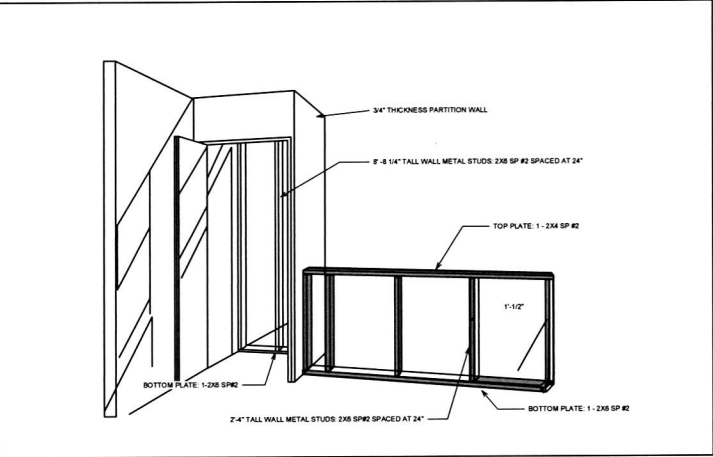 3/4" THICKNESS PARTITION WALL
8' -8 1/4" TALL WALL METAL STUDS: 2X6 SP #2 SPACED AT 24"
TOP PLATE: 1 - 2X4 SP #2
1'-1/2"
BOTTOM PLATE: 1-2X6 SP#2
BOTTOM PLATE: 1 - 2X6 SP #2
2'-4" TALL WALL METAL STUDS: 2X6 SP#2 SPACED AT 24"